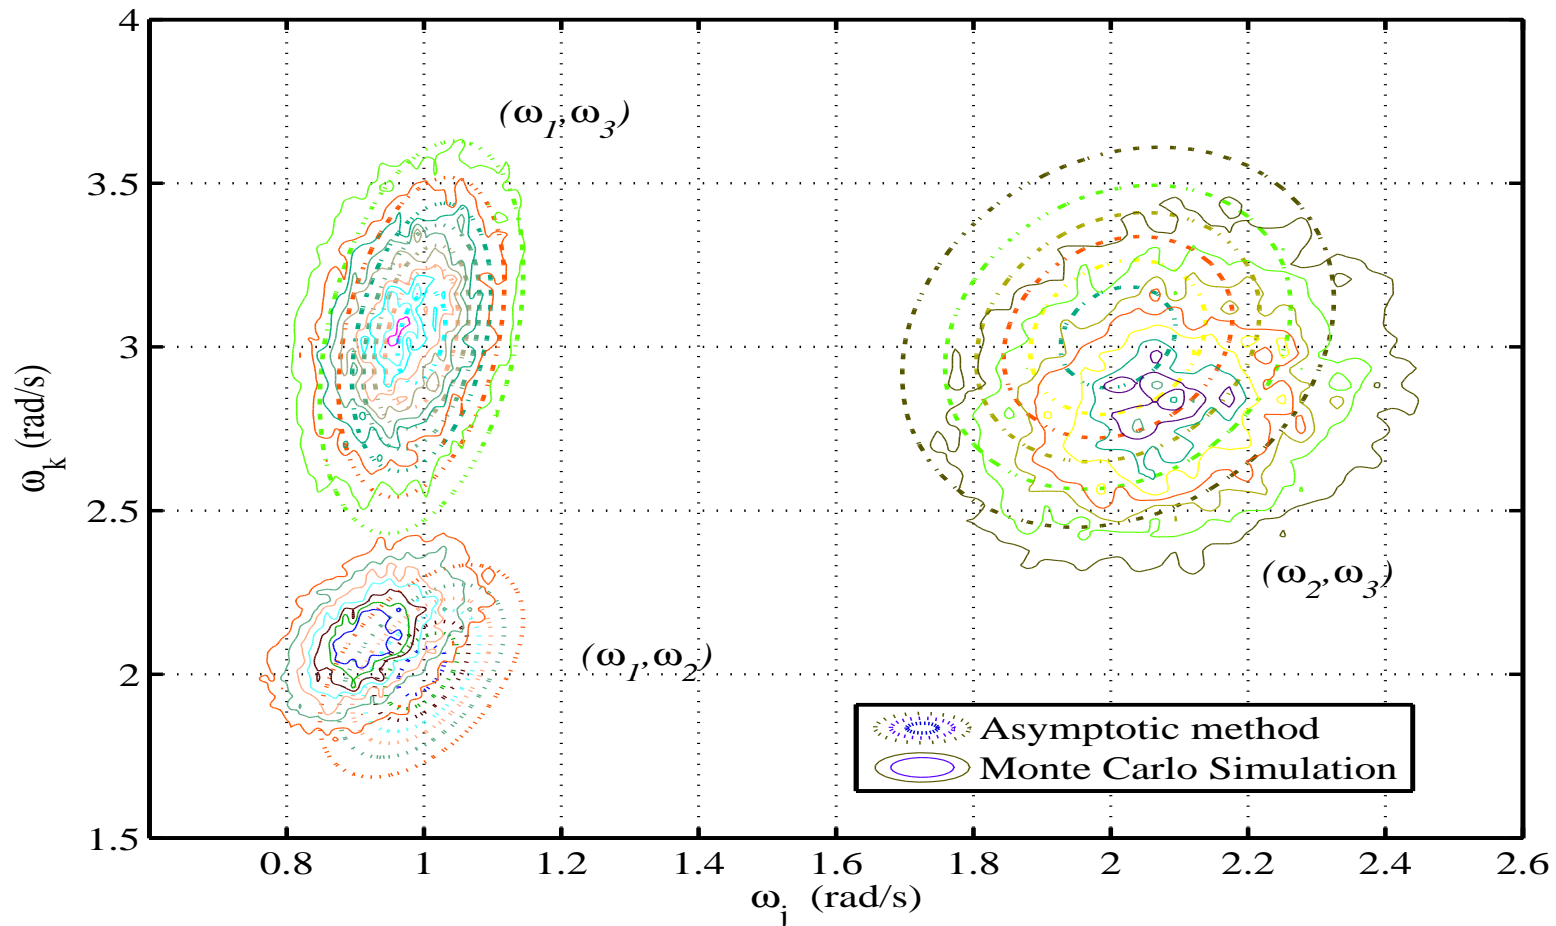 4
3.5
3
2.5
2
1.5
ω_k (rad/s)
(ω_1, ω_3)
(ω_2, ω_3)
(ω_1, ω_2)
Asymptotic method
Monte Carlo Simulation
0.8 1 1.2 1.4 1.6 1.8 2 2.2 2.4 2.6
ω_j (rad/s)